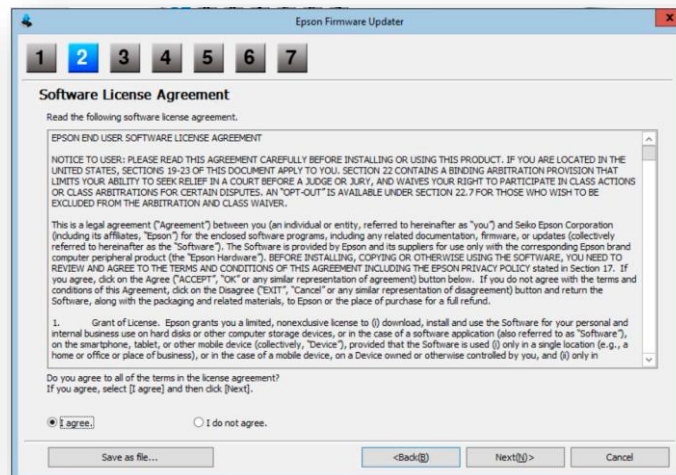 Epson Firmware Updater
x
1 2 3 4 5 6 7
Software License Agreement
Read the following software license agreement.
EPSON END USER SOFTWARE LICENSE AGREEMENT
NOTICE TO USER: PLEASE READ THIS AGREEMENT CAREFULLY BEFORE INSTALLING OR USING THIS PRODUCT. IF YOU ARE LOCATED IN THE
UNITED STATES, SECTIONS 19-23 OF THIS DOCUMENT APPLY TO YOU. SECTION 22 CONTAINS A BINDING ARBITRATION PROVISION THAT
LIMITS YOUR ABILITY TO SEEK RELIEF IN A COURT BEFORE A JUDGE OR JURY, AND WAIVES YOUR RIGHT TO PARTICIPATE IN CLASS ACTIONS
OR CLASS ARBITRATIONS FOR CERTAIN DISPUTES. AN "OPT-OUT" IS AVAILABLE UNDER SECTION 22.7 FOR THOSE WHO WISH TO BE
EXCLUDED FROM THE ARBITRATION AND CLASS WAIVER.
This is a legal agreement ("Agreement") between you (an individual or entity, referred to hereinafter as "you") and Seiko Epson Corporation
(including its affiliates, "Epson") for the enclosed software programs, including any related documentation, firmware, or updates (collectively
referred to hereinafter as the "Software"). The Software is provided by Epson and its suppliers for use only with the corresponding Epson brand
computer peripheral product (the "Epson Hardware"). BEFORE INSTALLING, COPYING OR OTHERWISE USING THE SOFTWARE, YOU NEED TO
REVIEW AND AGREE TO THE TERMS AND CONDITIONS OF THIS AGREEMENT INCLUDING THE EPSON PRIVACY POLICY stated in Section 17. If
you agree, click on the Agree ("ACCEPT", "OK" or any similar representation of agreement) button below. If you do not agree with the terms and
conditions of this Agreement, click on the Disagree ("EXIT", "Cancel" or any similar representation of disagreement) button and return the
Software, along with the packaging and related materials, to Epson or the place of purchase for a full refund.
1. Grant of License. Epson grants you a limited, nonexclusive license to (i) download, install and use the Software for your personal and
internal business use on hard disks or other computer storage devices, or in the case of a software application (also referred to as "Software"),
on the smartphone, tablet, or other mobile device (collectively, "Device"), provided that the Software is used (i) only in a single location (e.g., a
home or office or place of business), or in the case of a mobile device, on a Device owned or otherwise controlled by you, and (ii) only in
Do you agree to all of the terms in the license agreement?
If you agree, select [I agree] and then click [Next].
I agree. I do not agree.
Save as file... <Back(B) Next(N)> Cancel